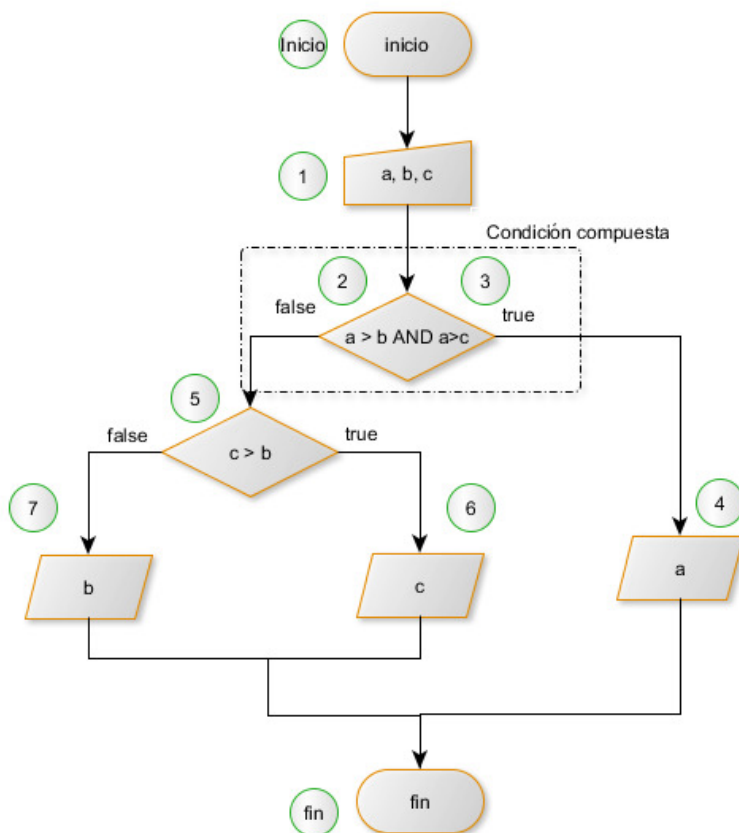 Inicio
inicio
1
a, b, c
Condición compuesta
2
3
false
true
a > b AND a>c
5
false
true
c > b
7
6
4
b
c
a
fin
fin